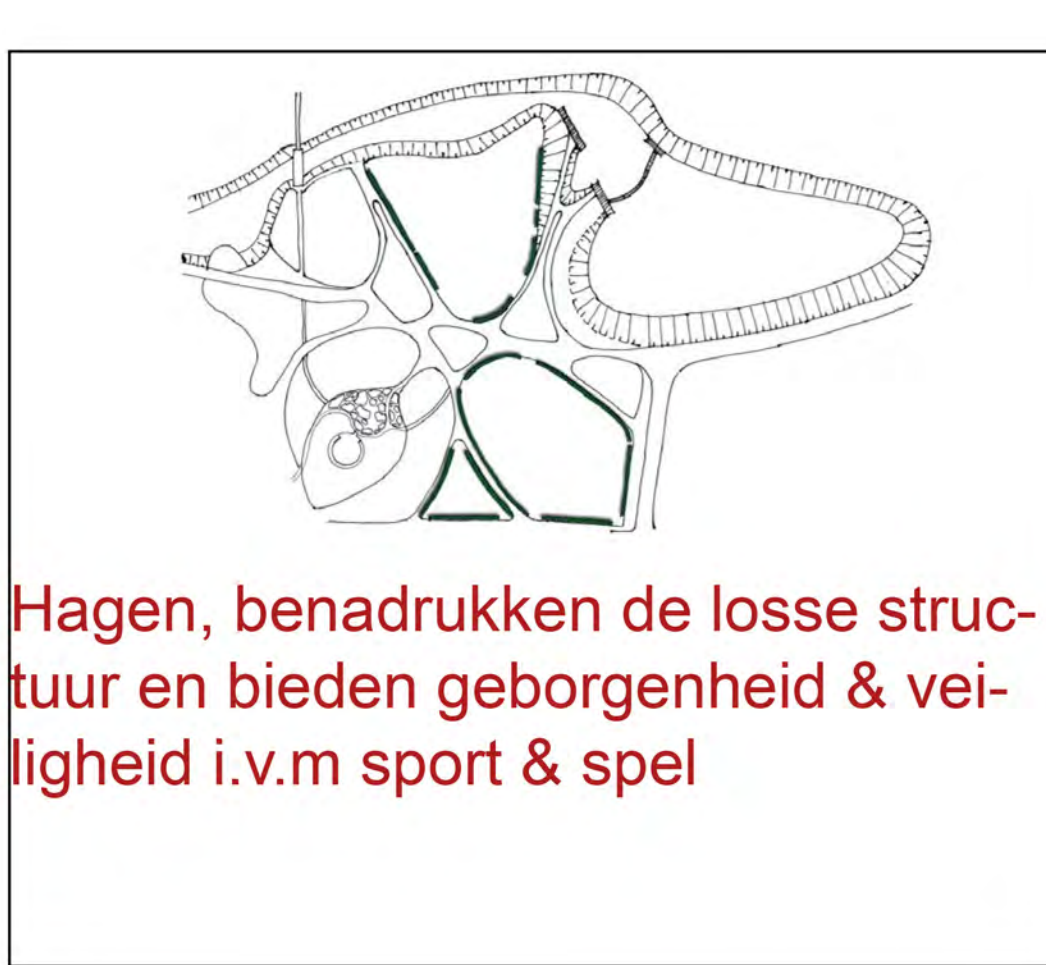 Hagen, benadrukken de losse struc-
tuur en bieden geborgenheid & vei-
ligheid i.v.m sport & spel